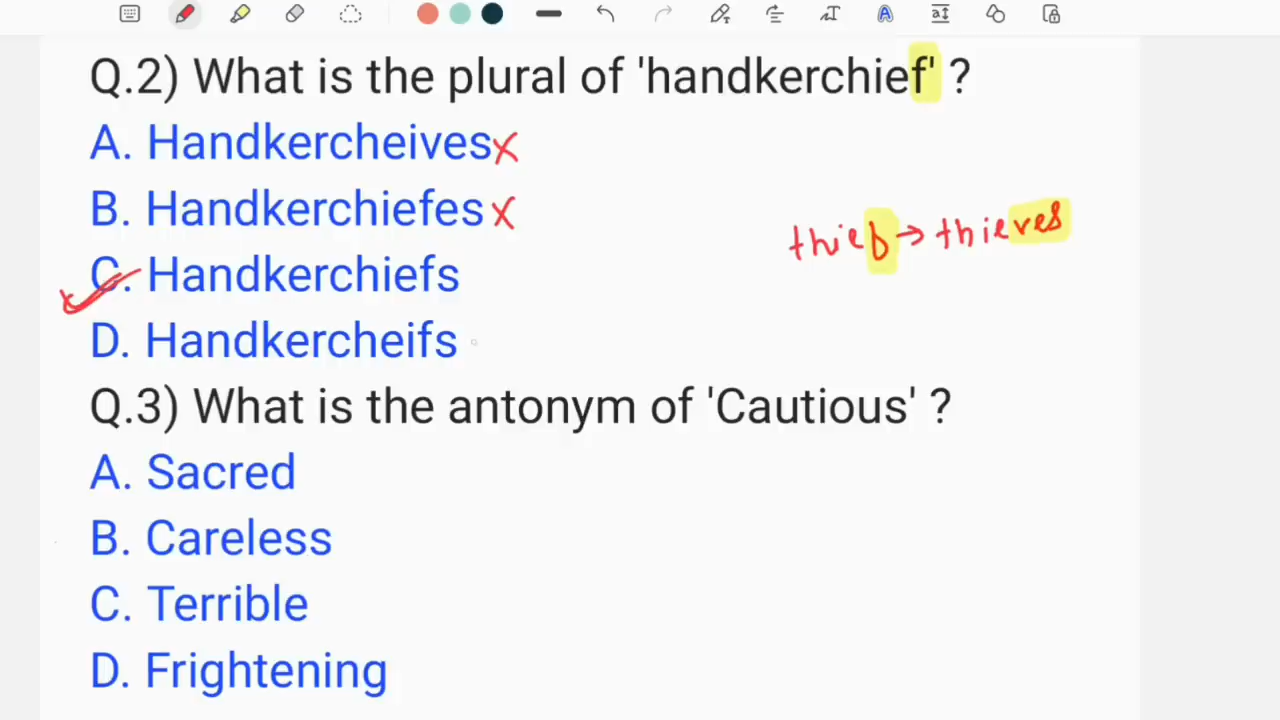 Q.2) What is the plural of 'handkerchief' ?
A. Handkercheives x
B. Handkerchiefes x
C. Handkerchiefs
thief → thieves
D. Handkercheifs
Q.3) What is the antonym of 'Cautious' ?
A. Sacred
B. Careless
C. Terrible
D. Frightening